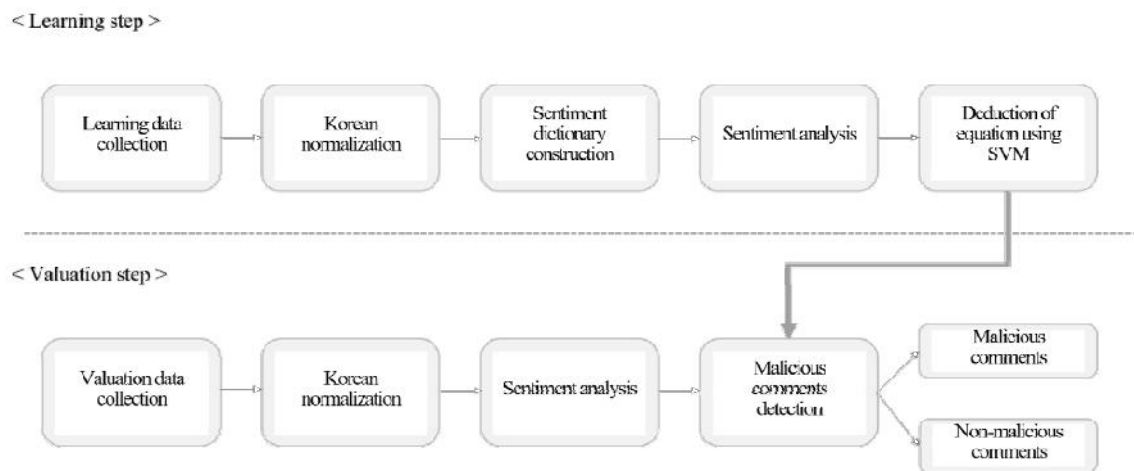 < Learning step >
Learning data
collection
Korean
normalization
Sentiment
dictionary
construction
Sentiment analysis
Deduction of
equation using
SVM
< Valuation step >
Valuation data
collection
Korean
normalization
Sentiment analysis
Malicious
comments
detection
Malicious
comments
Non-malicious
comments